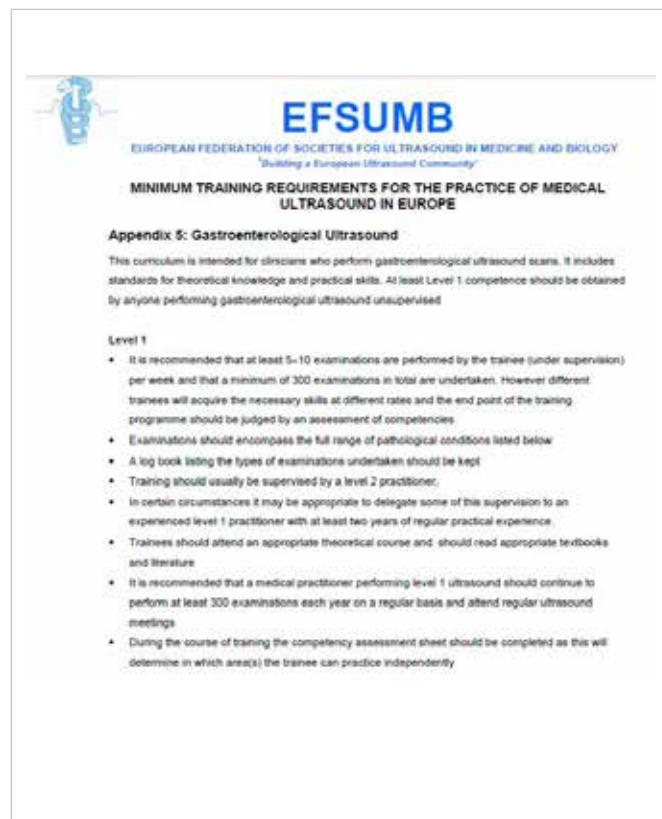 EFSUMB
EUROPEAN FEDERATION OF SOCIETIES FOR ULTRASOUND IN MEDICINE AND BIOLOGY
"Building a European Ultrasound Community"
MINIMUM TRAINING REQUIREMENTS FOR THE PRACTICE OF MEDICAL
ULTRASOUND IN EUROPE
Appendix 5: Gastroenterological Ultrasound
This curriculum is intended for clinicians who perform gastroenterological ultrasound scans. It includes
standards for theoretical knowledge and practical skills. At least Level 1 competence should be obtained
by anyone performing gastroenterological ultrasound unsupervised
Level 1
• It is recommended that at least 5–10 examinations are performed by the trainee (under supervision)
per week and that a minimum of 300 examinations in total are undertaken. However different
trainees will acquire the necessary skills at different rates and the end point of the training
programme should be judged by an assessment of competencies
• Examinations should encompass the full range of pathological conditions listed below
• A log book listing the types of examinations undertaken should be kept
• Training should usually be supervised by a level 2 practitioner.
• In certain circumstances it may be appropriate to delegate some of this supervision to an
experienced level 1 practitioner with at least two years of regular practical experience.
• Trainees should attend an appropriate theoretical course and should read appropriate textbooks
and literature
• It is recommended that a medical practitioner performing level 1 ultrasound should continue to
perform at least 300 examinations each year on a regular basis and attend regular ultrasound
meetings
• During the course of training the competency assessment sheet should be completed as this will
determine in which area(s) the trainee can practice independently